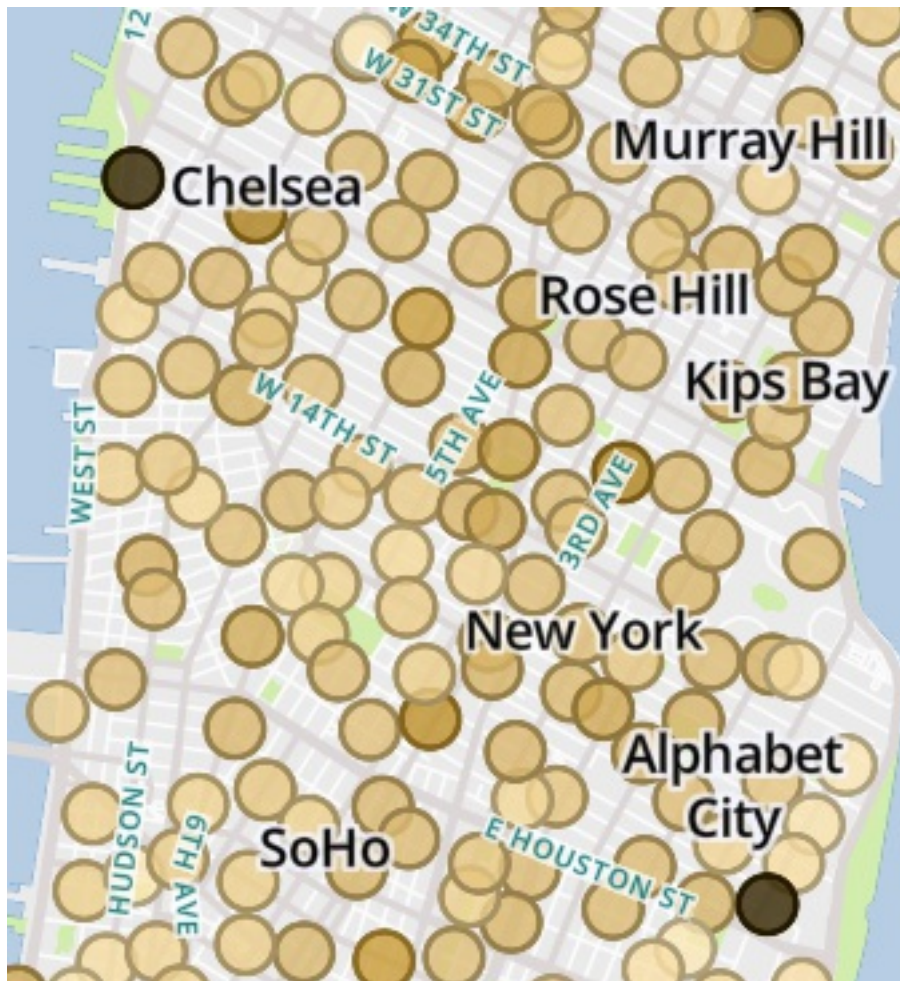 12
W 34TH ST
W 31ST ST
Murray Hill
Chelsea
Rose Hill
Kips Bay
W 14TH ST
5TH AVE
WEST ST
3RD AVE
New York
Alphabet
City
HUDSON ST
6TH AVE
SoHo
E HOUSTON ST